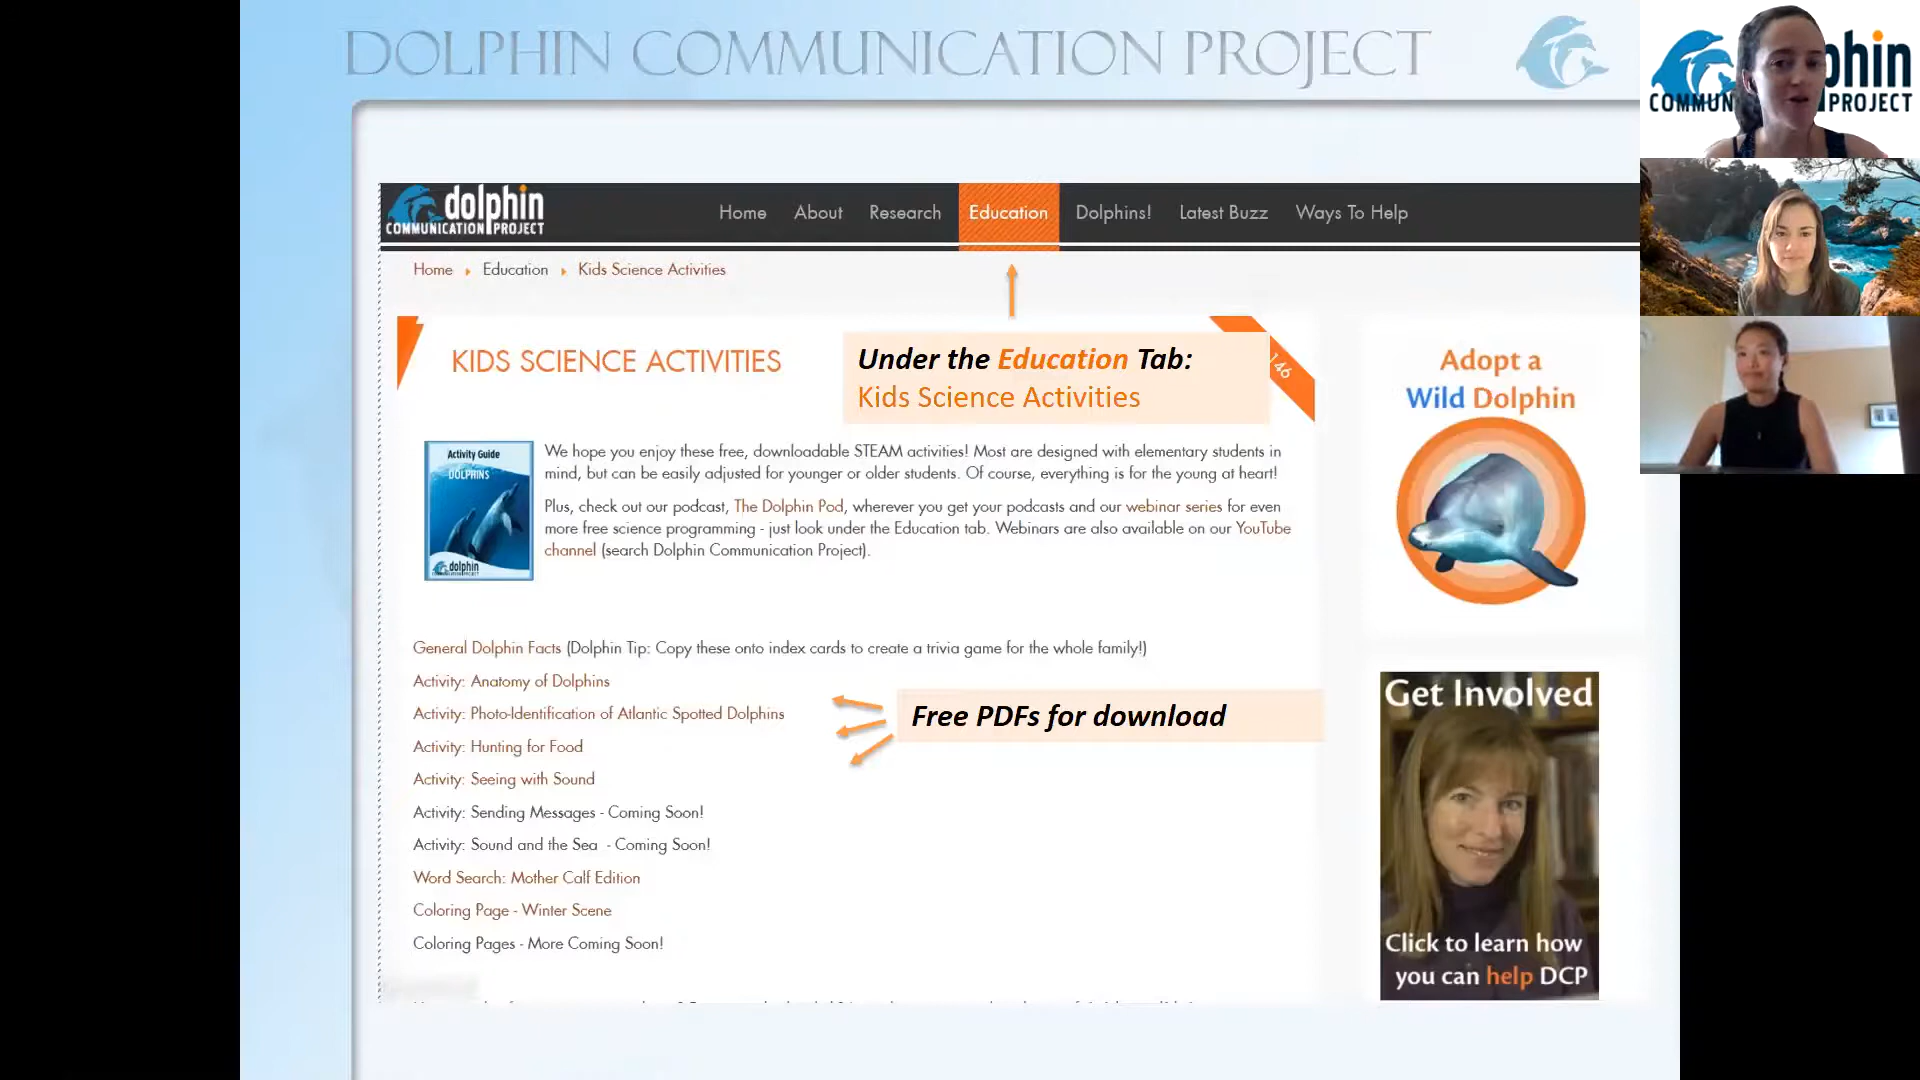 DOLPHIN COMMUNICATION PROJECT
dolphin
COMMUNICATION PROJECT
Home About Research Education Dolphins! Latest Buzz Ways To Help
Home Education Kids Science Activities
KIDS SCIENCE ACTIVITIES
Under the Education Tab:
Kids Science Activities
146
Activity Guide
DOLPHINS
dolphin
We hope you enjoy these free, downloadable STEAM activities! Most are designed with elementary students in
mind, but can be easily adjusted for younger or older students. Of course, everything is for the young at heart!
Plus, check out our podcast, The Dolphin Pod, wherever you get your podcasts and our webinar series for even
more free science programming - just look under the Education tab. Webinars are also available on our YouTube
channel (search Dolphin Communication Project).
General Dolphin Facts (Dolphin Tip: Copy these onto index cards to create a trivia game for the whole family!)
Activity: Anatomy of Dolphins
Activity: Photo-Identification of Atlantic Spotted Dolphins
Activity: Hunting for Food
Activity: Seeing with Sound
Activity: Sending Messages - Coming Soon!
Activity: Sound and the Sea - Coming Soon!
Word Search: Mother Calf Edition
Coloring Page - Winter Scene
Coloring Pages - More Coming Soon!
Free PDFs for download
Adopt a
Wild Dolphin
Get Involved
Click to learn how
you can help DCP
lphin
COMMUN PROJECT